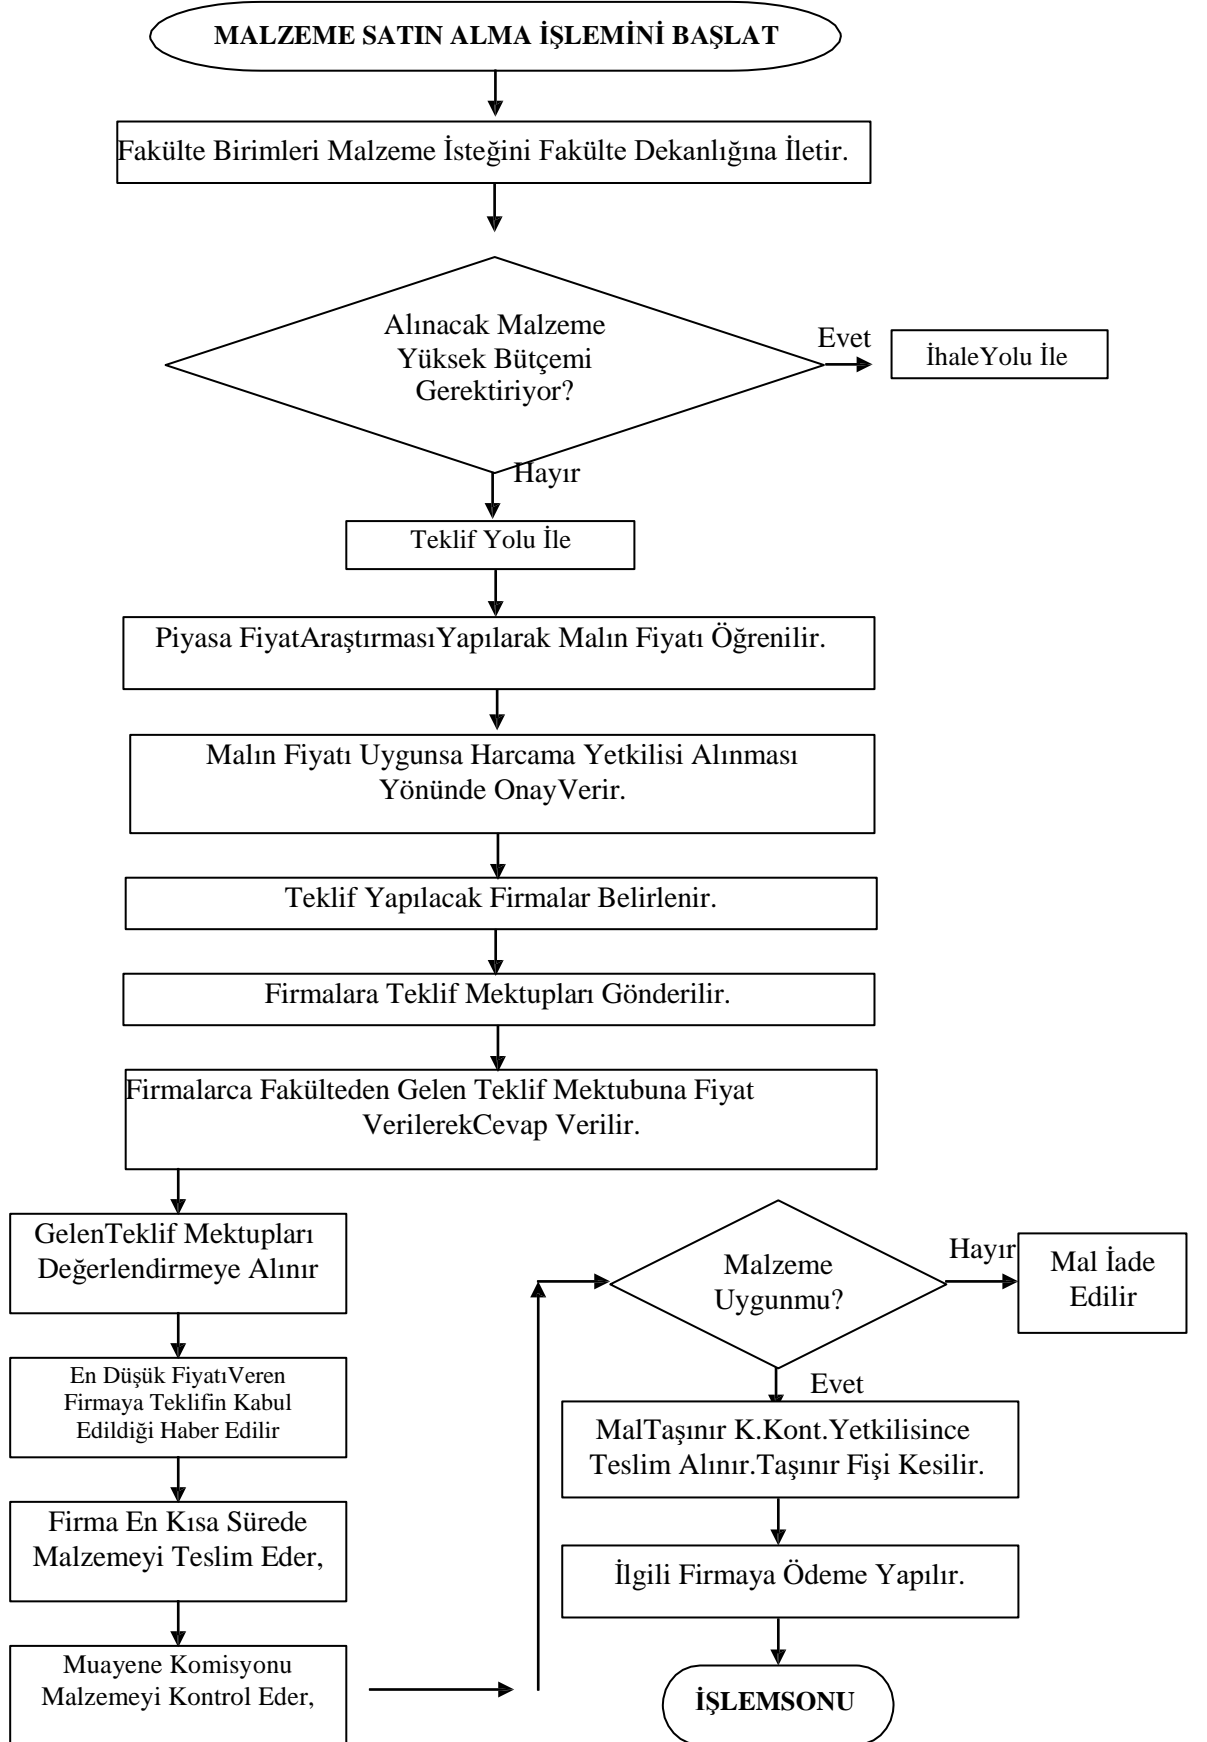 MALZEME SATIN ALMA İŞLEMİNİ BAŞLAT
Fakülte Birimleri Malzeme İsteğini Fakülte Dekanlığına İletir.
Alınacak Malzeme
Yüksek Bütçemi
Gerektiriyor?
Evet
İhaleYolu İle
Hayır
Teklif Yolu İle
Piyasa FiyatAraştırmasıYapılarak Malın Fiyatı Öğrenilir.
Malın Fiyatı Uygunsa Harcama Yetkilisi Alınması
Yönünde OnayVerir.
Teklif Yapılacak Firmalar Belirlenir.
Firmalara Teklif Mektupları Gönderilir.
Firmalarca Fakülteden Gelen Teklif Mektubuna Fiyat
VerilerekCevap Verilir.
GelenTeklif Mektupları
Değerlendirmeye Alınır
En Düşük FiyatıVeren
Firmaya Teklifin Kabul
Edildiği Haber Edilir
Firma En Kısa Sürede
Malzemeyi Teslim Eder,
Muayene Komisyonu
Malzemeyi Kontrol Eder,
Malzeme
Uygunmu?
Hayır
Mal İade
Edilir
Evet
MalTaşınır K.Kont.Yetkilisince
Teslim Alınır.Taşınır Fişi Kesilir.
İlgili Firmaya Ödeme Yapılır.
İŞLEMSONU